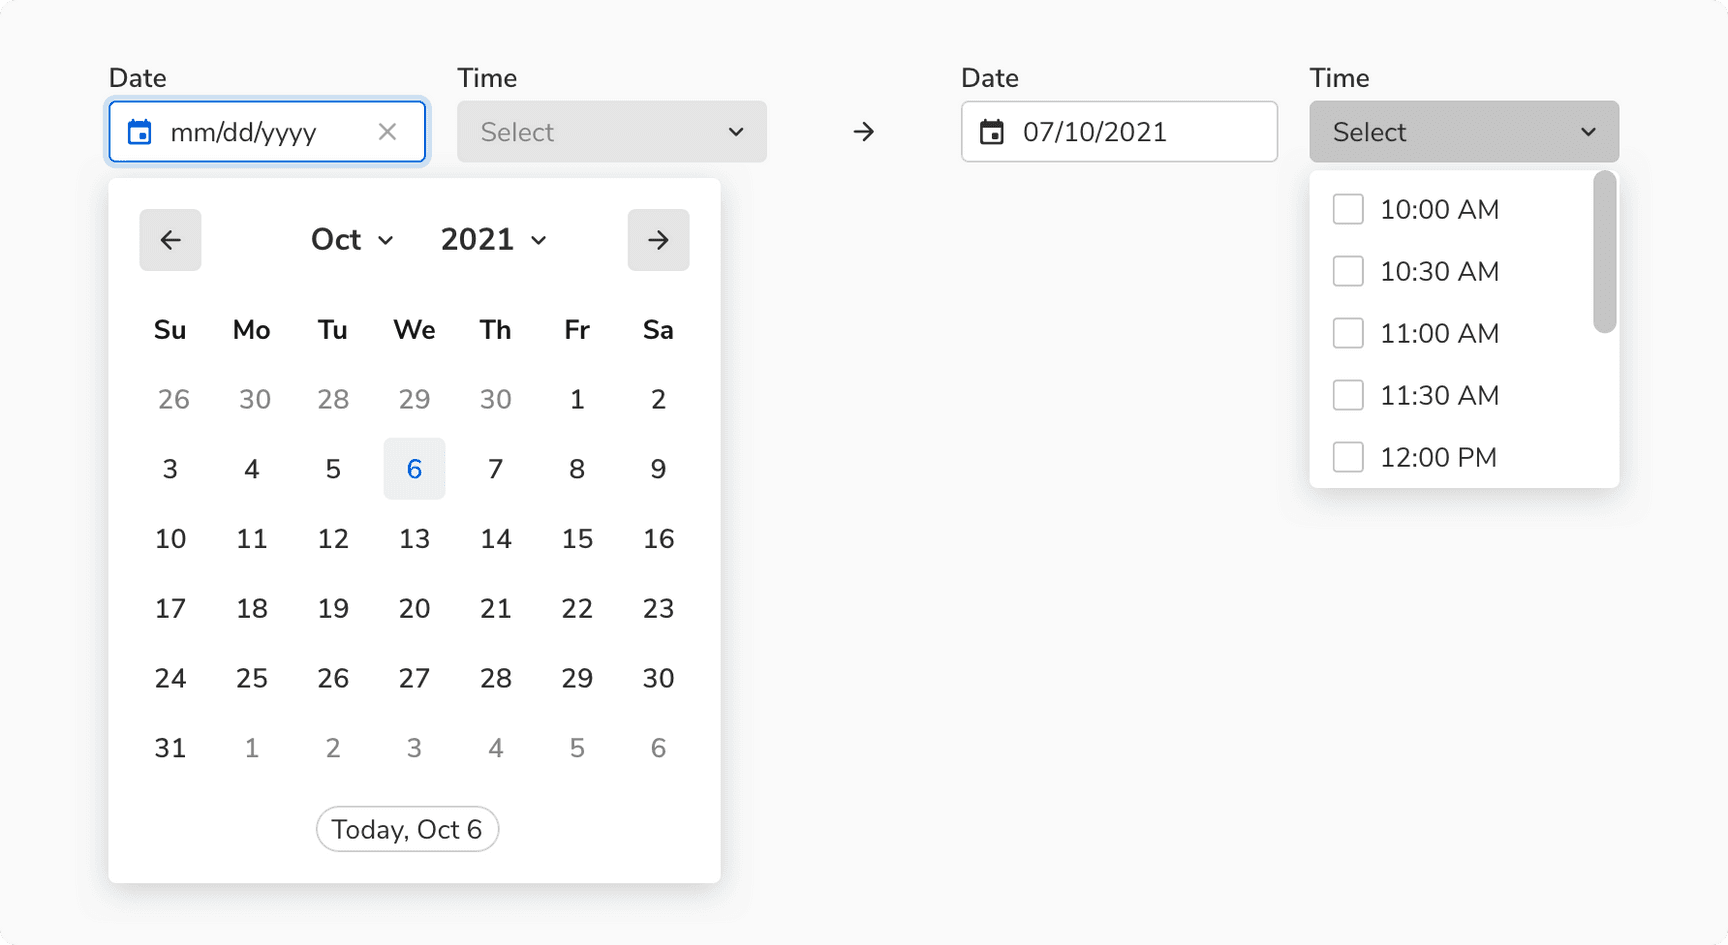 Date Time
mm/dd/yyyy Select
Oct 2021
Su Mo Tu We Th Fr Sa
26 30 28 29 30 1 2
3 4 5 6 7 8 9
10 11 12 13 14 15 16
17 18 19 20 21 22 23
24 25 26 27 28 29 30
31 1 2 3 4 5 6
Today, Oct 6
Date Time
07/10/2021 Select
10:00 AM
10:30 AM
11:00 AM
11:30 AM
12:00 PM